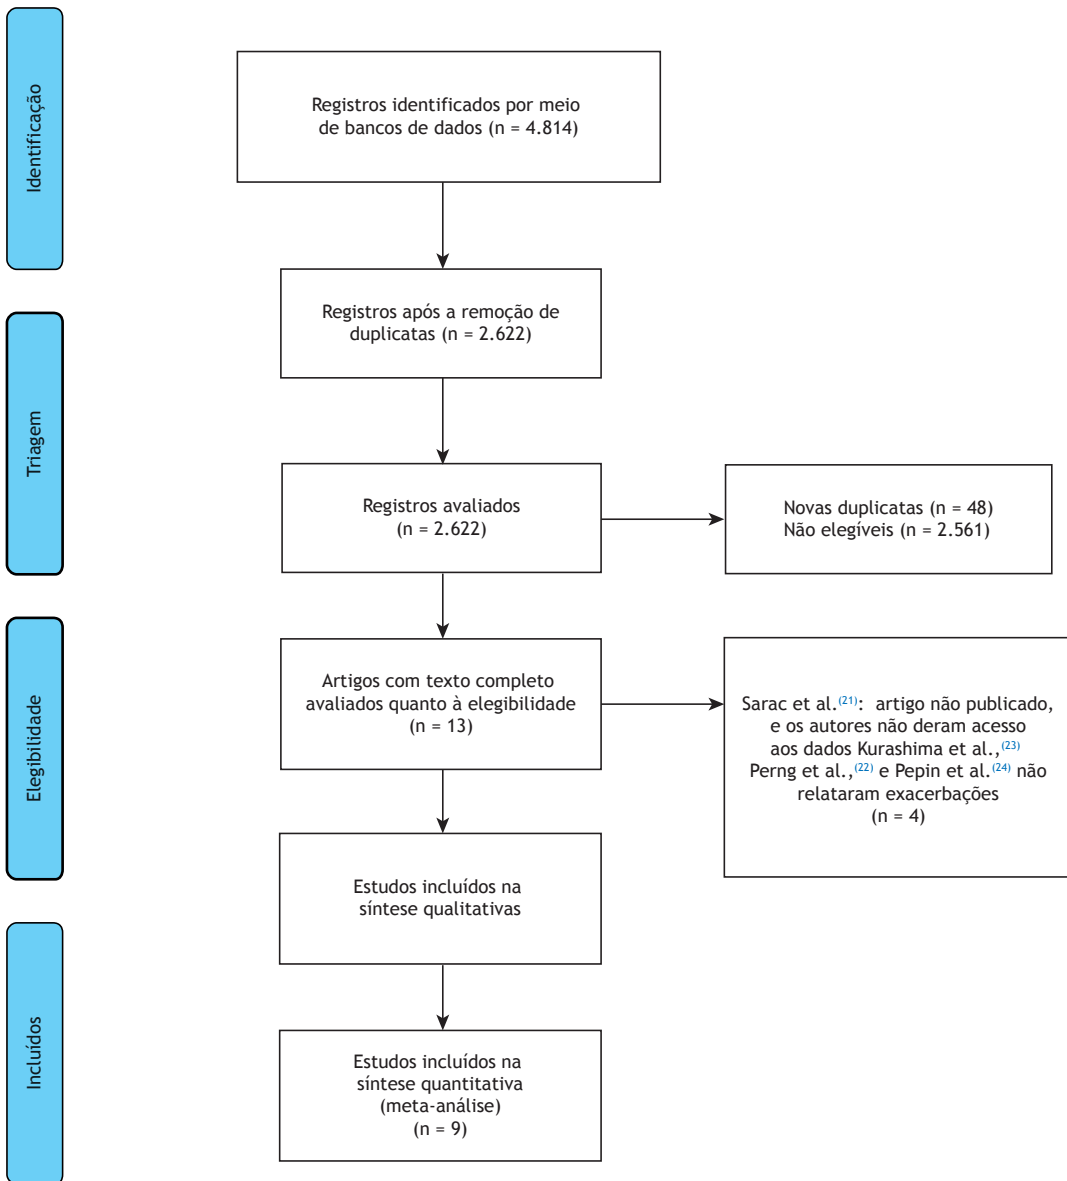 Identificação
Registros identificados por meio
de bancos de dados (n = 4.814)
Triagem
Registros após a remoção de
duplicatas (n = 2.622)
Registros avaliados
(n = 2.622)
Novas duplicatas (n = 48)
Não elegíveis = 2.561)
Elegibilidade
Artigos com texto completo
avaliados quanto à elegibilidade
(n = 13)
Sarac et al.(21): artigo não publicado,
e os autores não deram acesso
aos dados Kurashima et al.,(23)
Perng et al.,(22) e Pepin et al.(24) não
relataram exacerbações
(n = 4)
Estudos incluídos na
síntese qualitativas
Incluídos
Estudos incluídos na
síntese quantitativa
(meta-análise)
(n = 9)